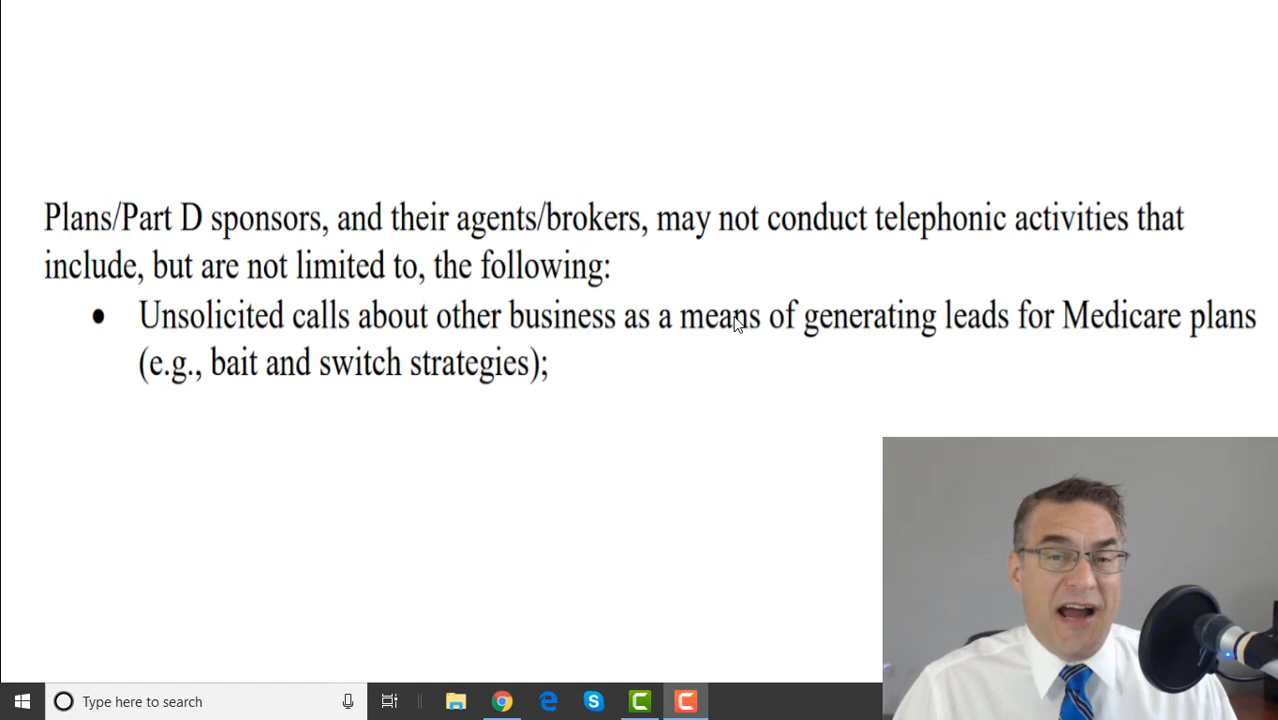 Plans/Part D sponsors, and their agents/brokers, may not conduct telephonic activities that
include, but are not limited to, the following:
• Unsolicited calls about other business as a means of generating leads for Medicare plans
(e.g., bait and switch strategies);
Type here to search